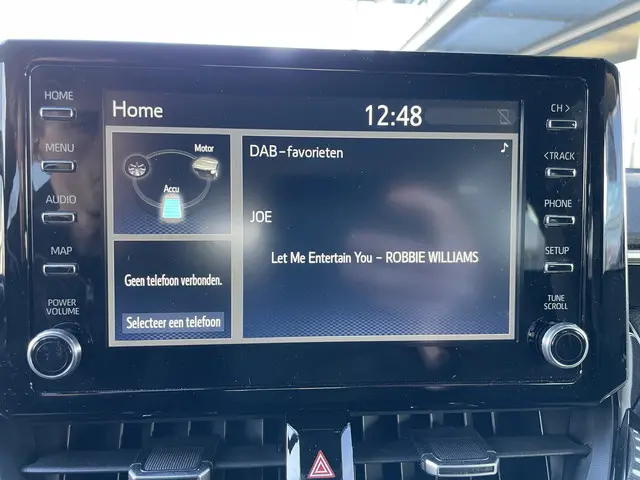 HOME
MENU
AUDIO
MAP
POWER
VOLUME
Home
12:48
Motor
Accu
Geen telefoon verbonden.
Selecteer een telefoon
DAB-favorieten
JOE
Let Me Entertain You - ROBBIE WILLIAMS
CH >
< TRACK
PHONE
SETUP
TUNE
SCROLL